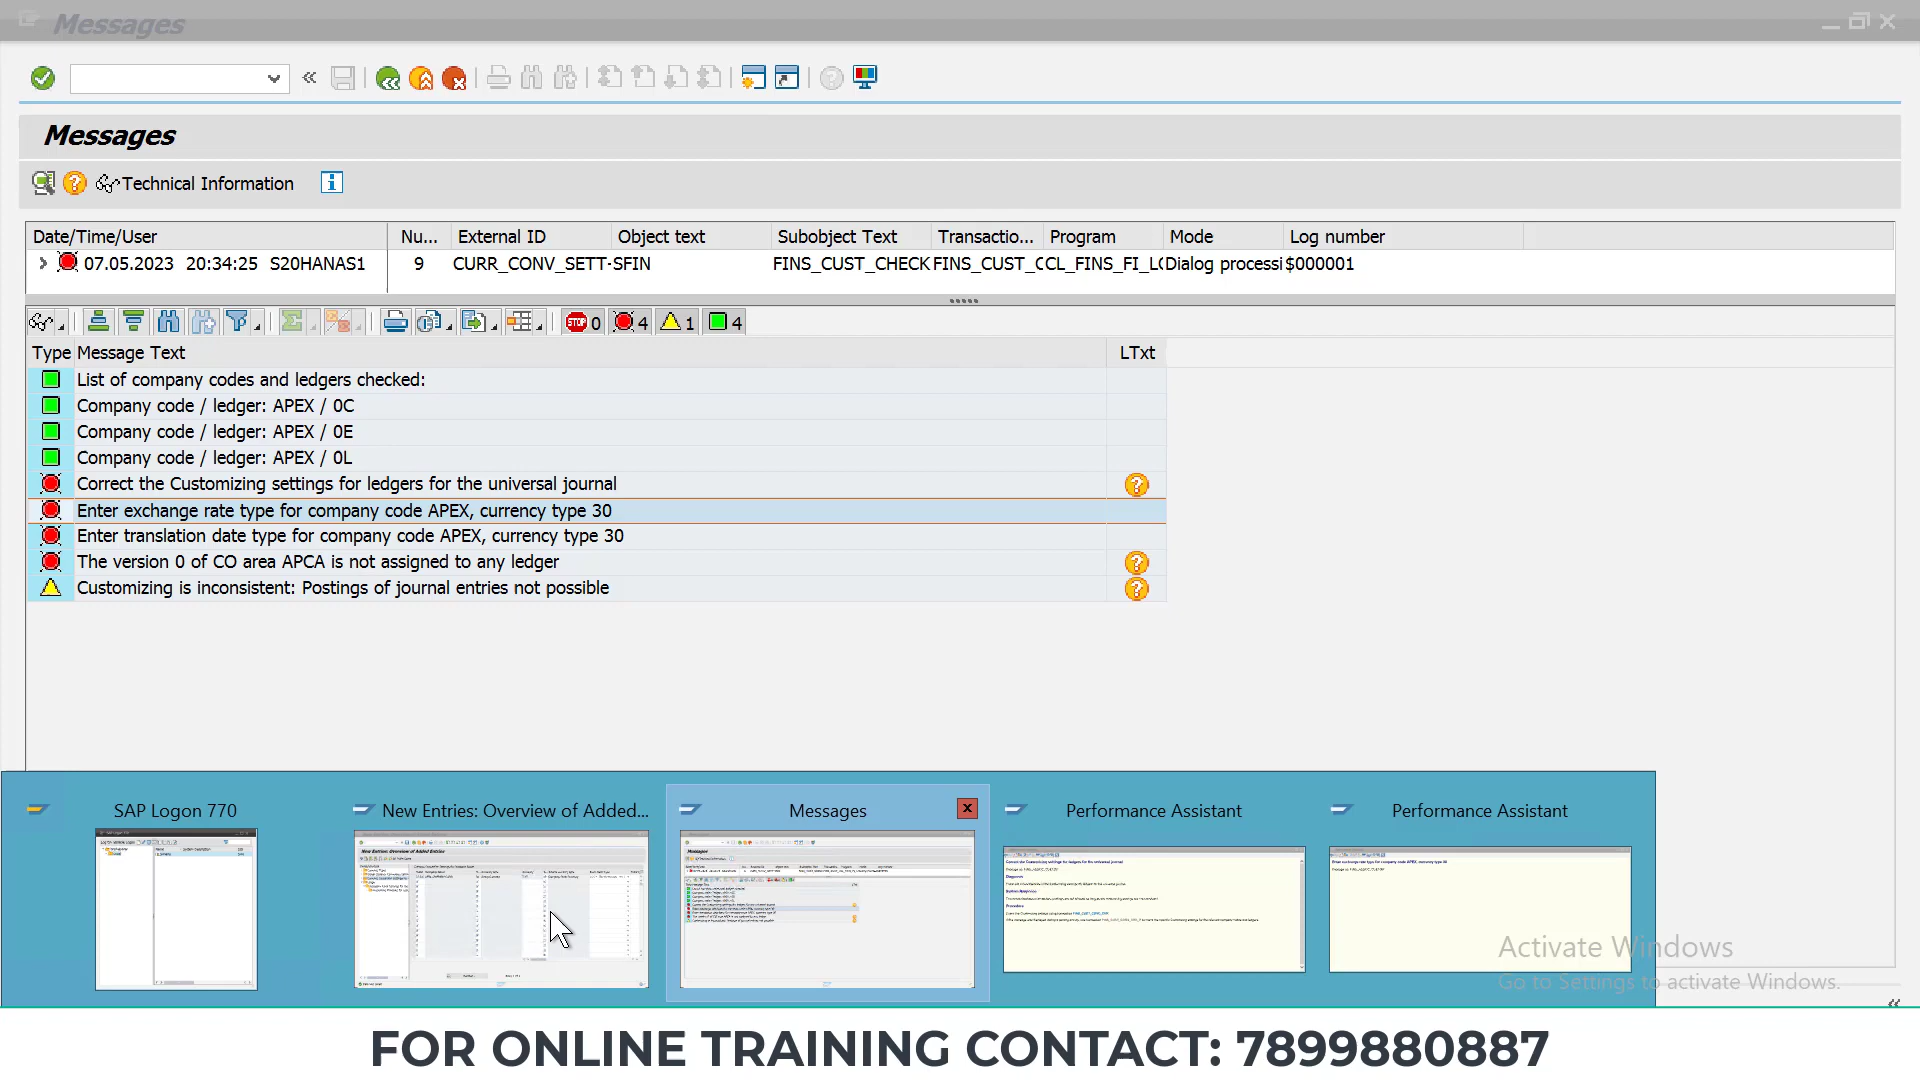 Messages
Messages
Technical Information
Date/Time/User Nu... External ID Object text Subobject Text Transactio... Program Mode Log number
07.05.2023 20:34:25 S20HANAS1 9 CURR_CONV_SETT-SFIN FINS_CUST_CHECK FINS_CUST_C CL_FINS_FI_L Dialog processi $000001
0 4 1 4
Type Message Text LTxt
List of company codes and ledgers checked:
Company code / ledger: APEX / 0C
Company code / ledger: APEX / 0E
Company code / ledger: APEX / 0L
Correct the Customizing settings for ledgers for the universal journal
Enter exchange rate type for company code APEX, currency type 30
Enter translation date type for company code APEX, currency type 30
The version 0 of CO area APCA is not assigned to any ledger
Customizing is inconsistent: Postings of journal entries not possible
SAP Logon 770
New Entries: Overview of Added...
Messages
Performance Assistant
Performance Assistant
Activate Windows
Go to Settings to activate Windows.
FOR ONLINE TRAINING CONTACT: 7899880887